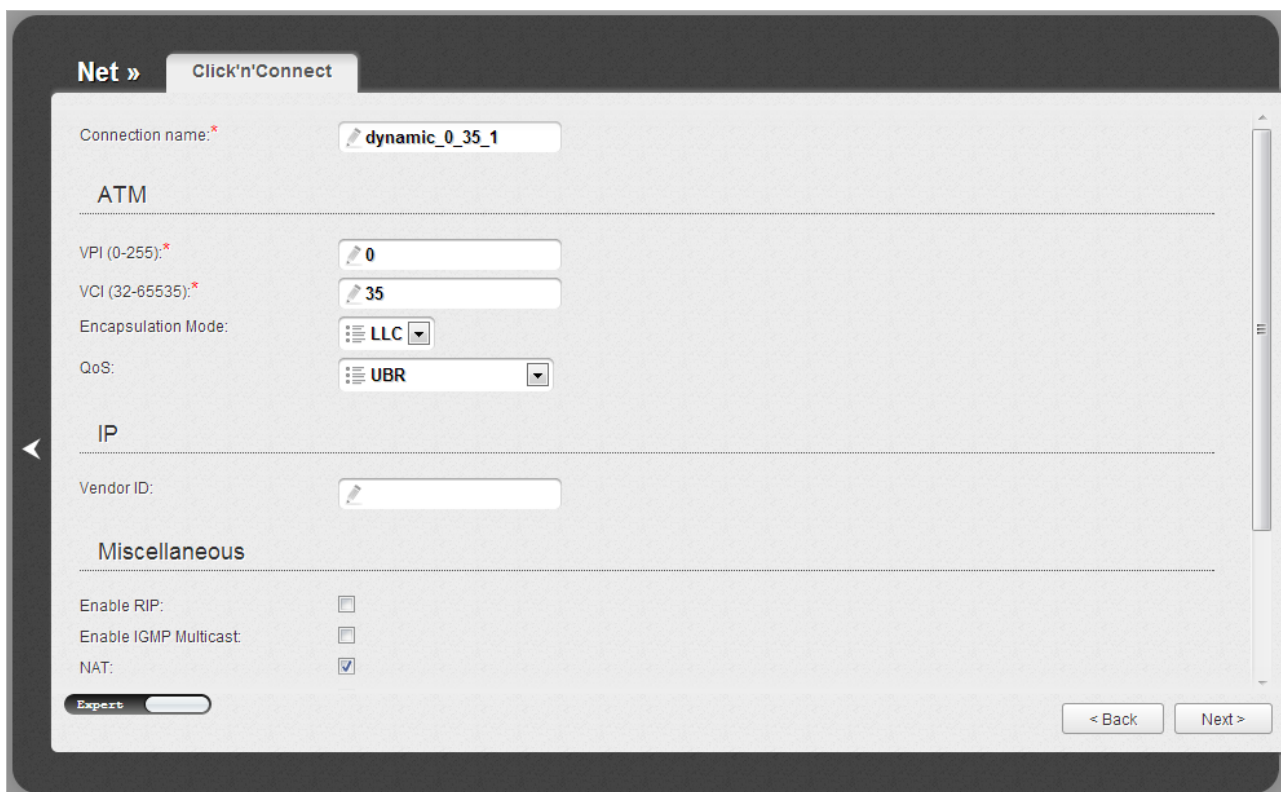 Net » Click'n'Connect
Connection name:* dynamic_0_35_1
ATM
VPI (0-255):* 0
VCI (32-65535):* 35
Encapsulation Mode: LLC
QoS: UBR
IP
Vendor ID:
Miscellaneous
Enable RIP:
Enable IGMP Multicast:
NAT:
Expert
< Back Next >